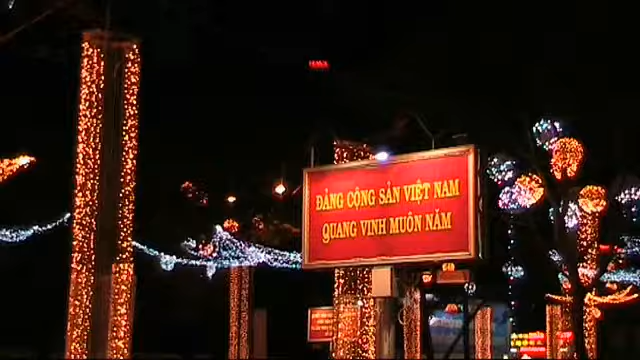 ĐẢNG CỘNG SẢN VIỆT NAM
QUANG VINH MUÔN NĂM